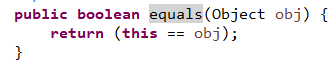 public boolean equals(Object obj) {
return (this == obj);
}